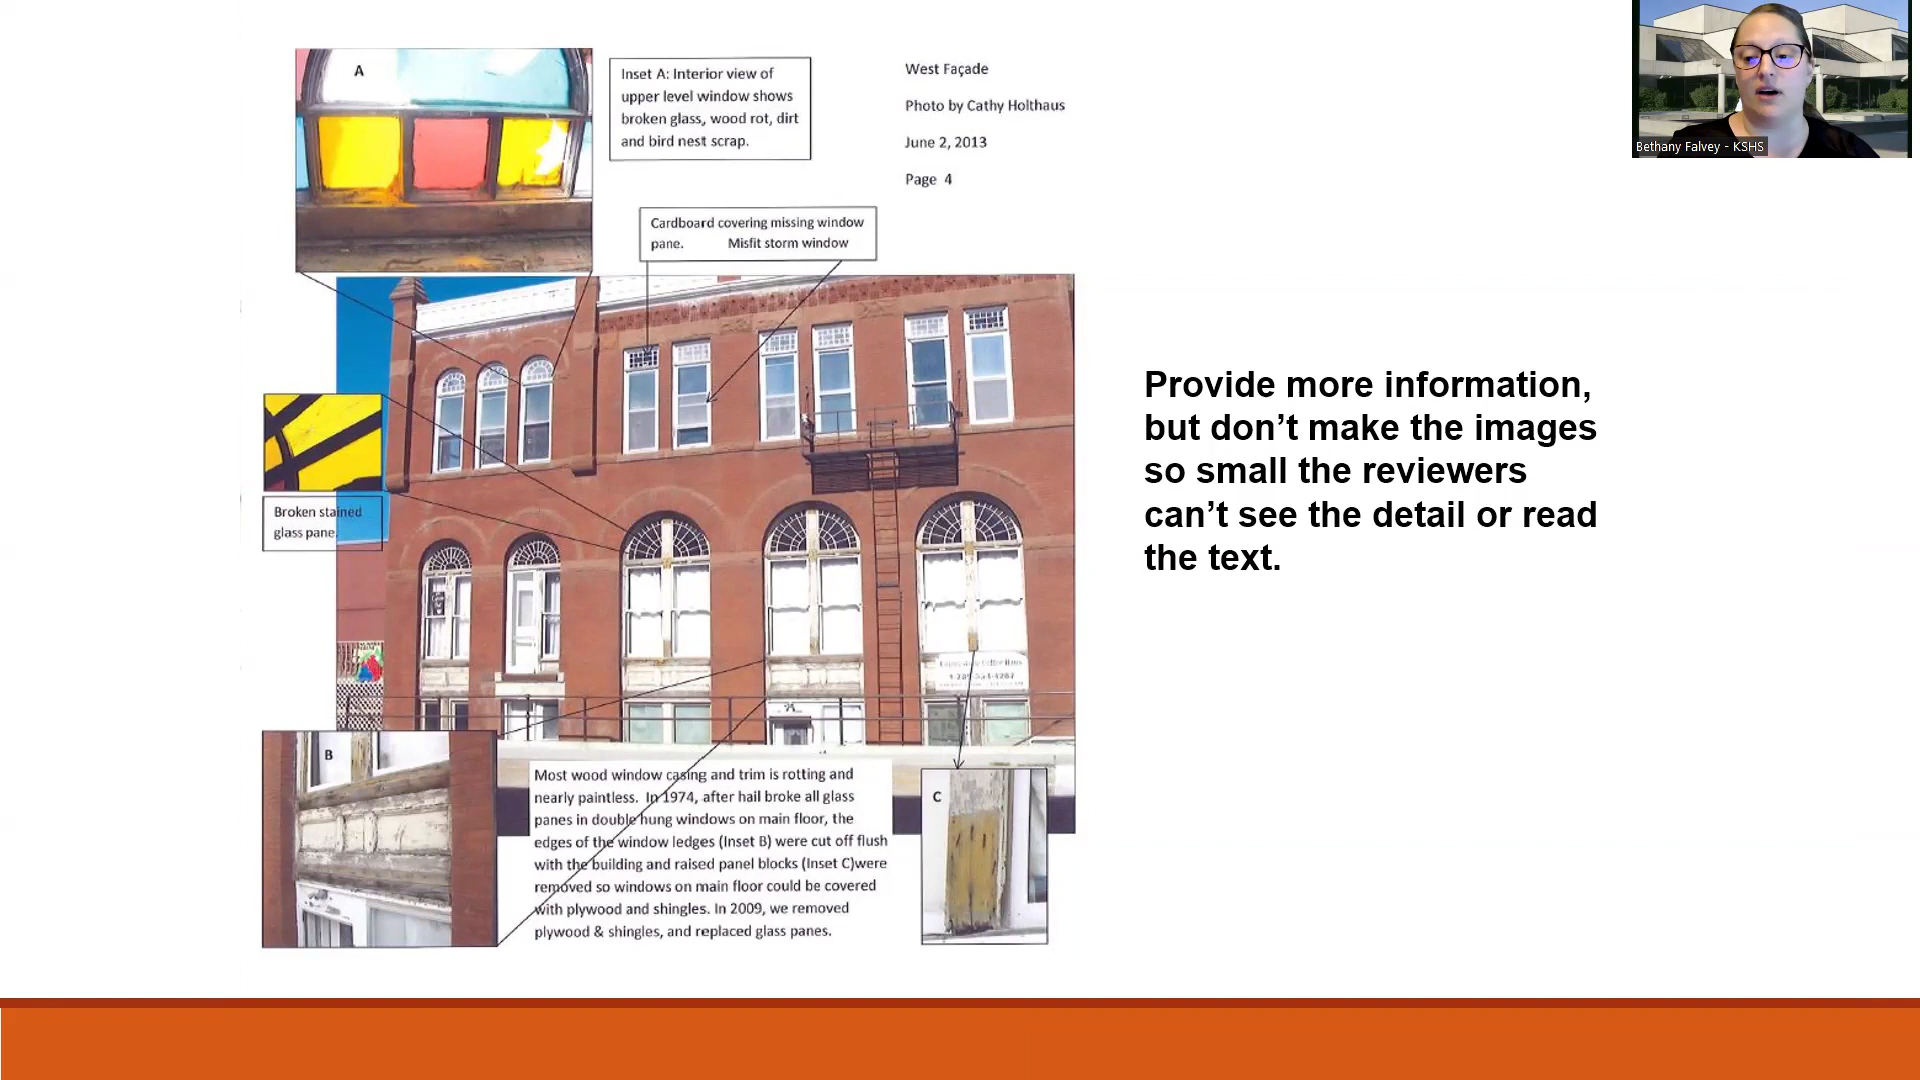 A
Inset A: Interior view of
upper level window shows
broken glass, wood rot, dirt
and bird nest scrap.
West Façade
Photo by Cathy Holthaus
June 2, 2013
Page 4
Bethany Falvey - KSHS
Cardboard covering missing window
pane. Misfit storm window
Provide more information,
but don’t make the images
so small the reviewers
can’t see the detail or read
the text.
Broken stained
glass pane.
B
Most wood window casing and trim is rotting and
nearly paintless. In 1974, after hail broke all glass
panes in double hung windows on main floor, the
edges of the window ledges (Inset B) were cut off flush
with the building and raised panel blocks (Inset C)were
removed so windows on main floor could be covered
with plywood and shingles. In 2009, we removed
plywood & shingles, and replaced glass panes.
C